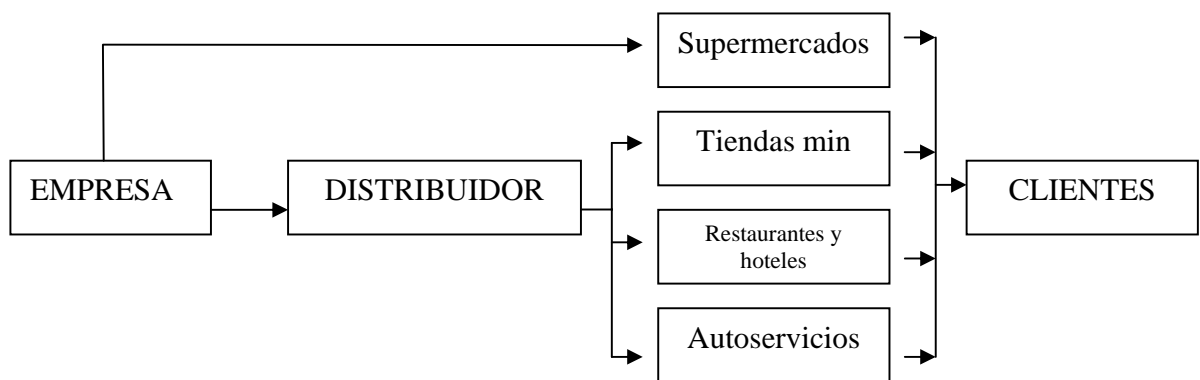 Supermercados
Tiendas min
EMPRESA
DISTRIBUIDOR
CLIENTES
Restaurantes y
hoteles
Autoservicios